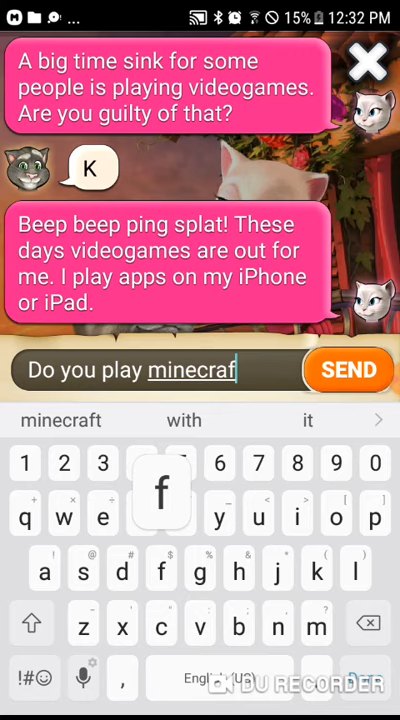 15% 12:32 PM
A big time sink for some
people is playing videogames.
Are you guilty of that?
K
Beep beep ping splat! These
days videogames are out for
me. I play apps on my iPhone
or iPad.
Do you play minecraf
SEND
minecraft with it
1 2 3 6 7 8 9 0
f
q w e y u i o p
a s d f g h j k l
z x c v b n m
!#☺ , English(US)
DU RECORDER